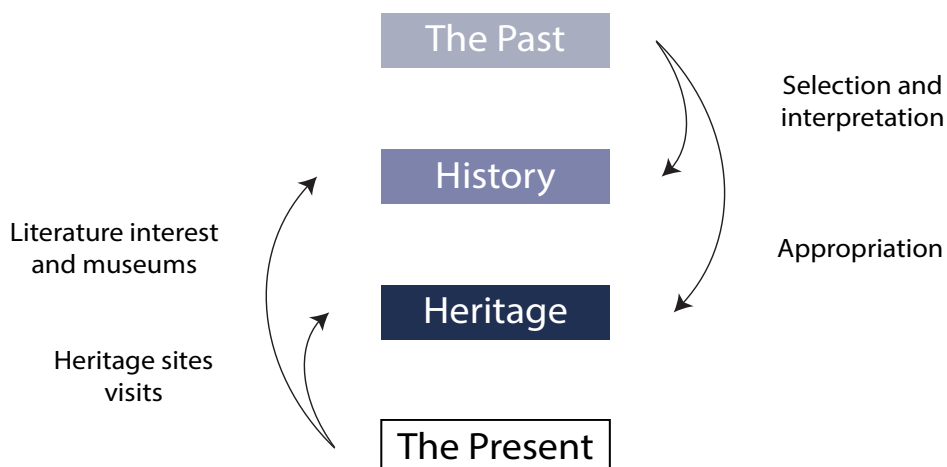 The Past
Selection and
interpretation
History
Literature interest
and museums
Appropriation
Heritage
Heritage sites
visits
The Present